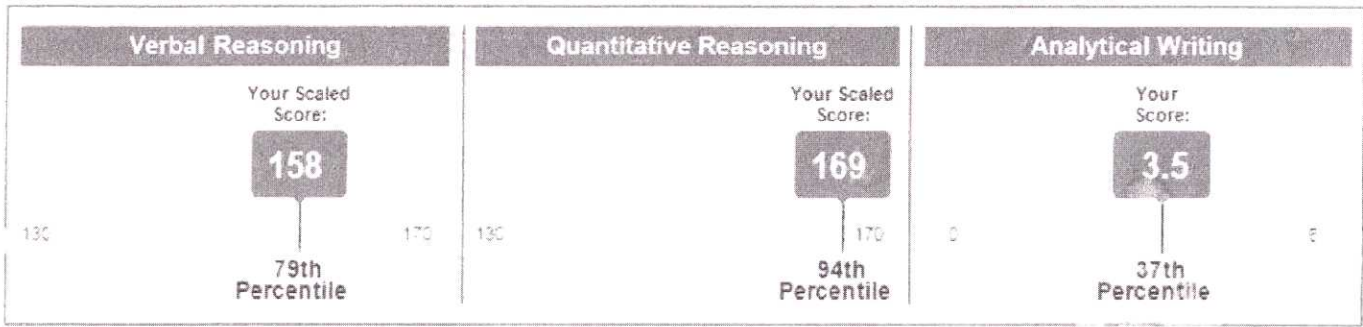 Verbal Reasoning
Your Scaled
Score:
158
130
170
79th
Percentile
Quantitative Reasoning
Your Scaled
Score:
169
130
170
94th
Percentile
Analytical Writing
Your
Score:
3.5
0
6
37th
Percentile